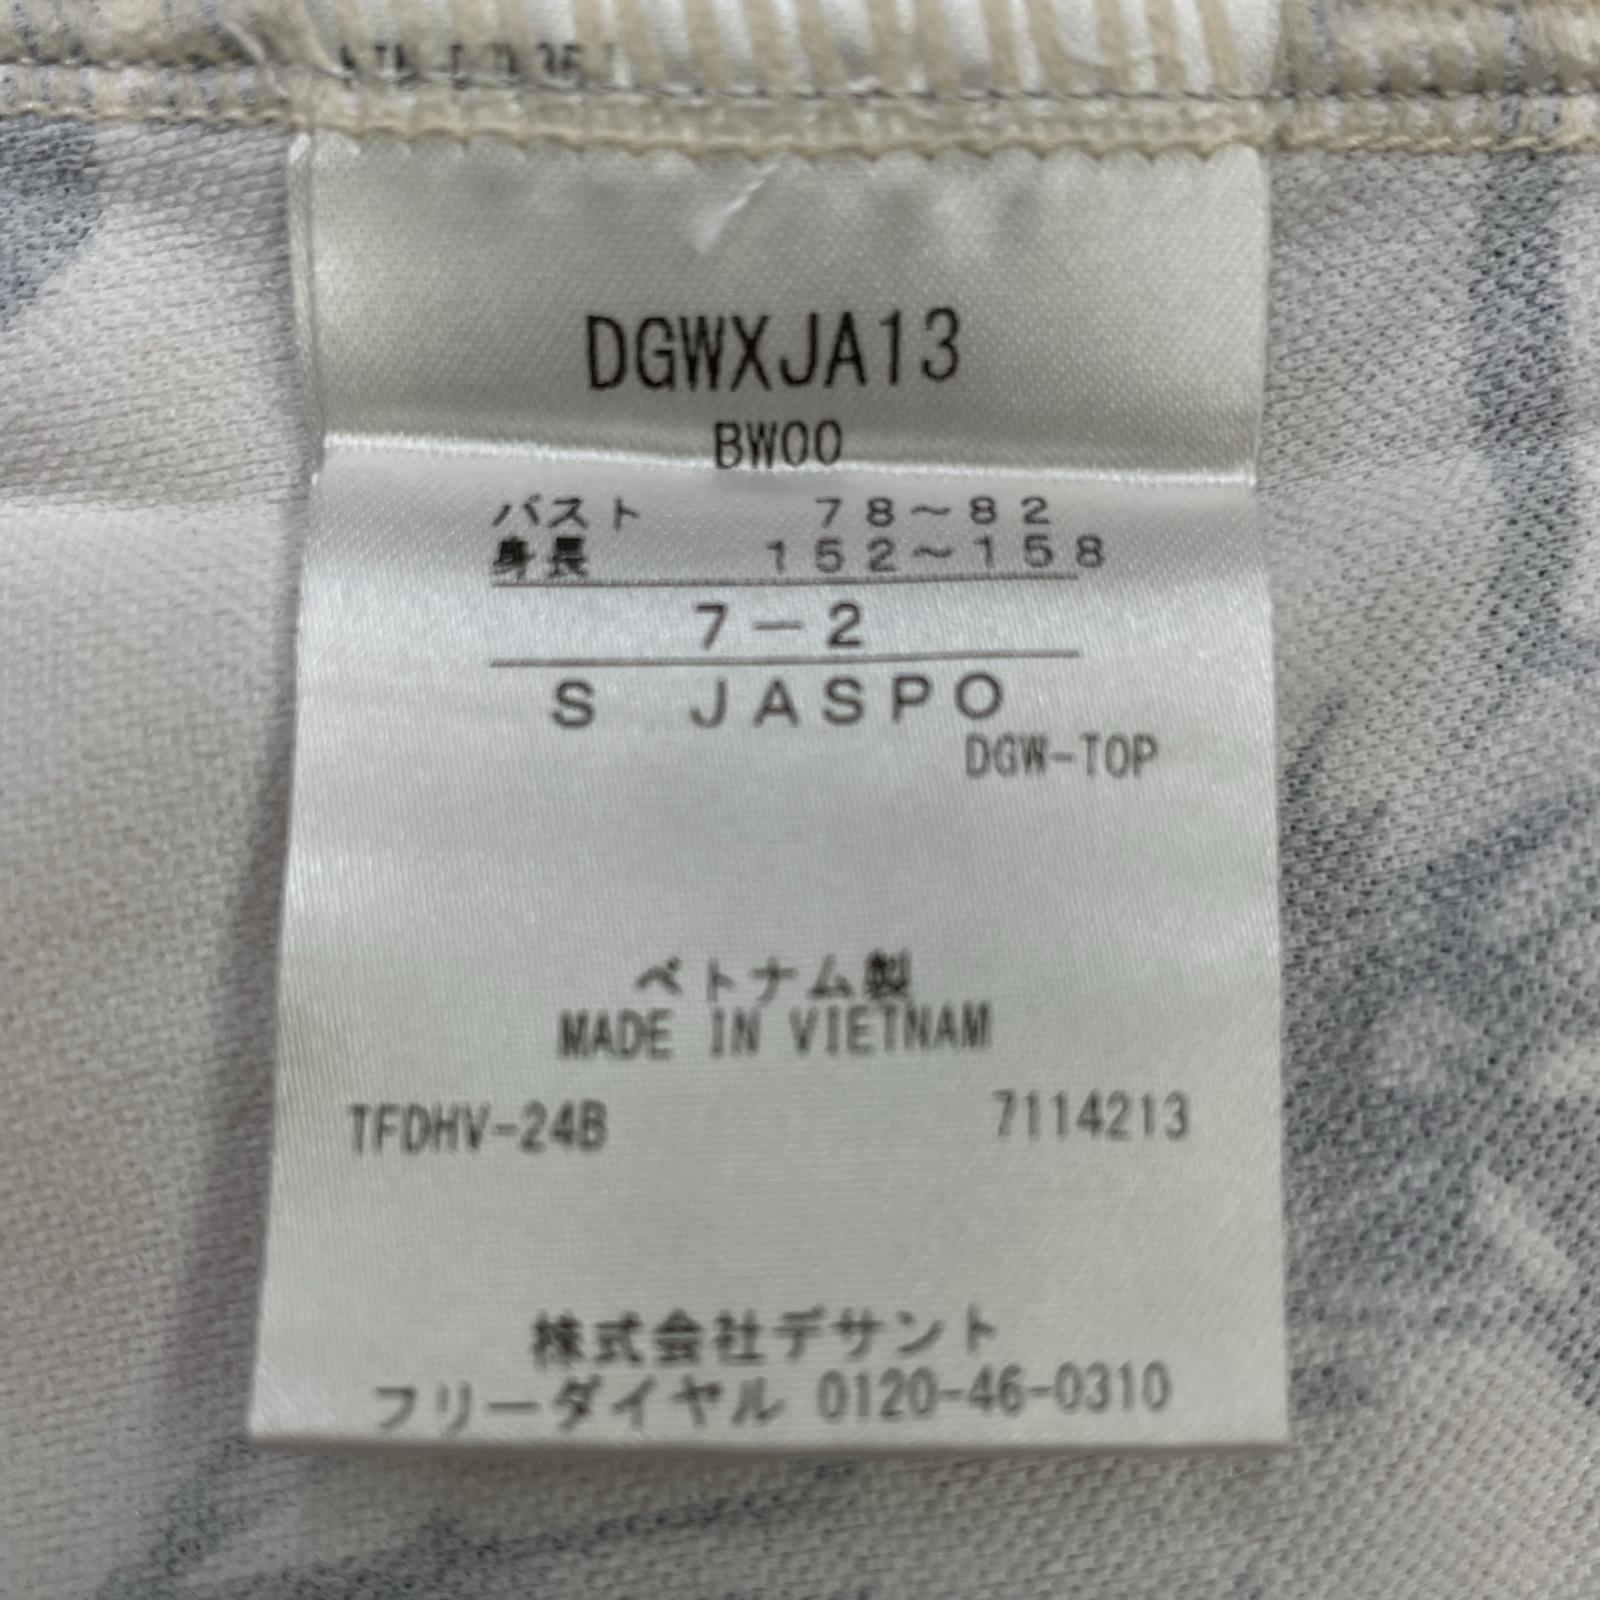 DGWXJA13
BW00
バスト 78～82
身長 152～158
7－2
S JASPO
DGW-TOP
ベトナム製
MADE IN VIETNAM
TFDHV-24B 7114213
株式会社デサント
フリーダイヤル 0120-46-0310